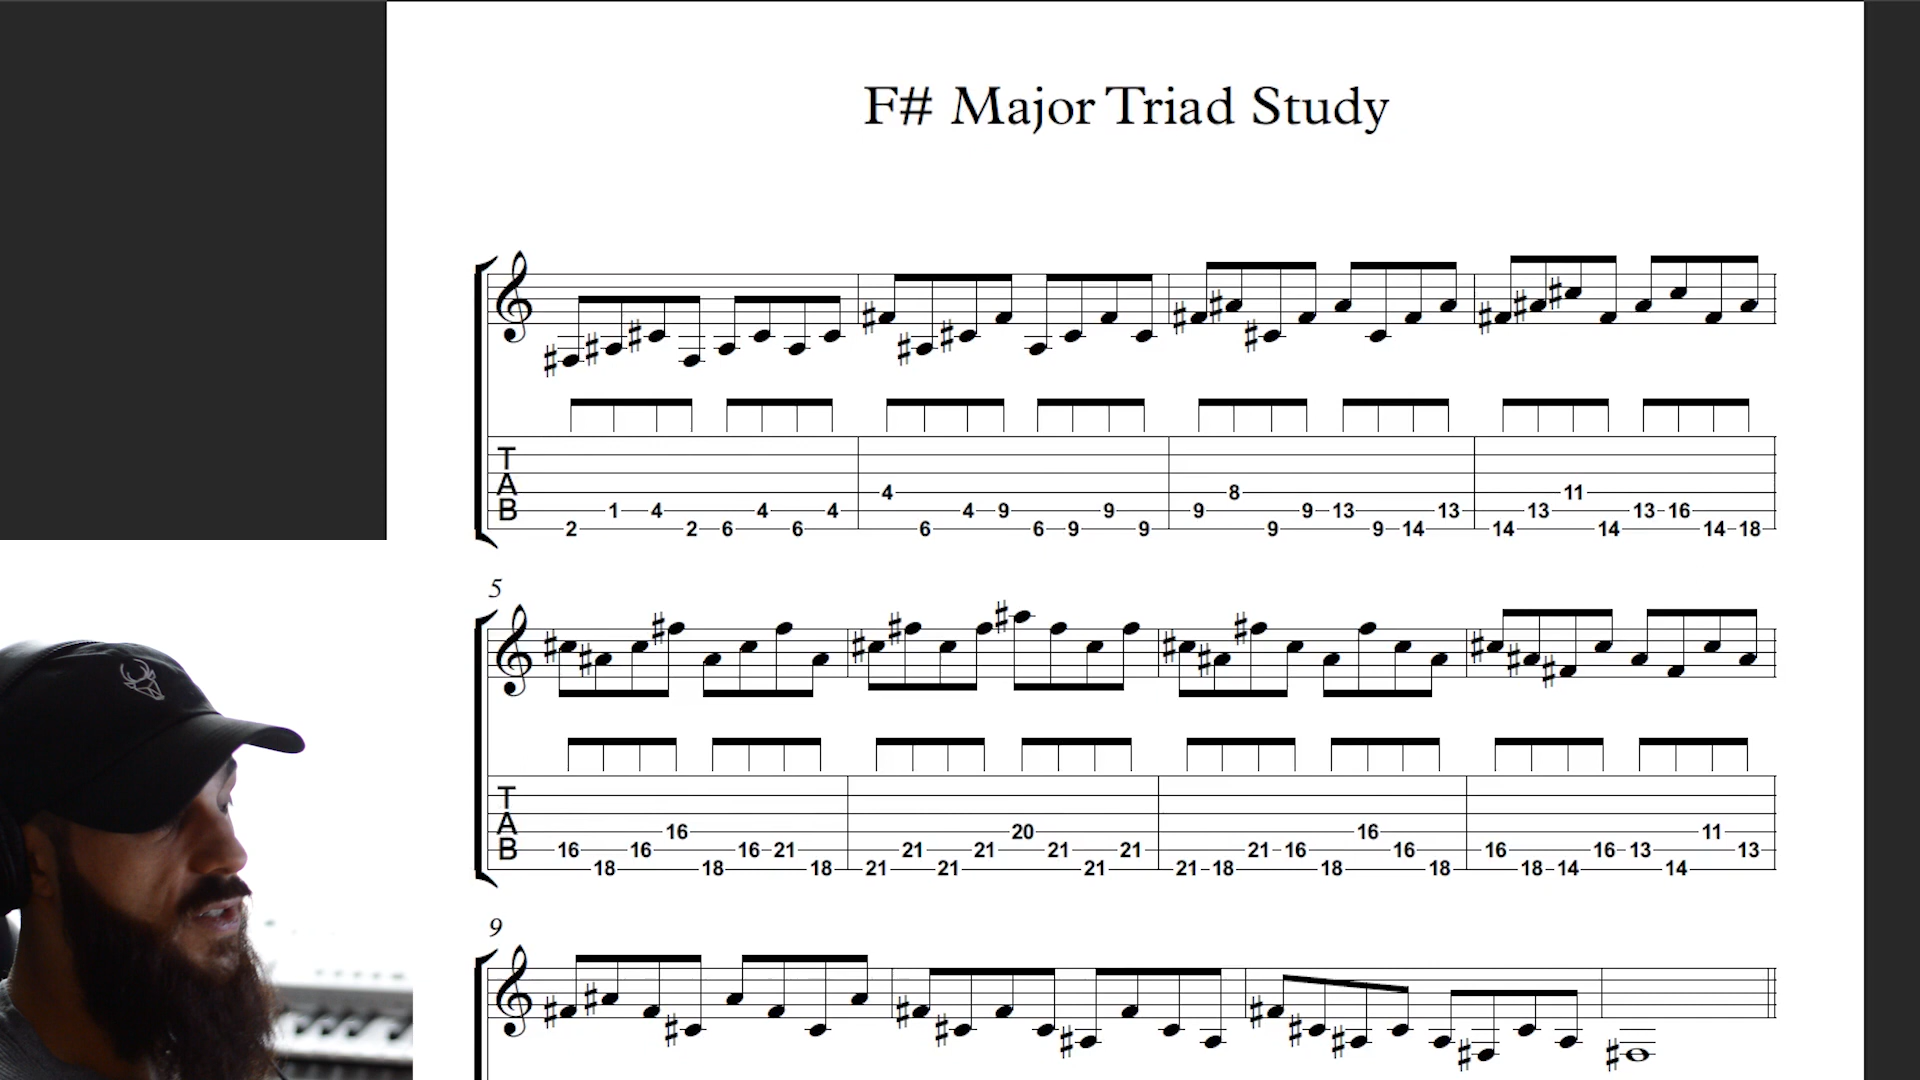 F# Major Triad Study
T
A
B
4 8 11
1 4 4 4 4 9 9 9 9 13 13 13 13 16
2 2 6 6 6 6 9 9 9 9 14 14 14 14 18
5
T
A
B
16 20 16 11
16 16 16 21 21 21 21 21 21 16 16 16 16 13 13
18 18 18 21 21 21 21 18 18 18 18 14 14
9